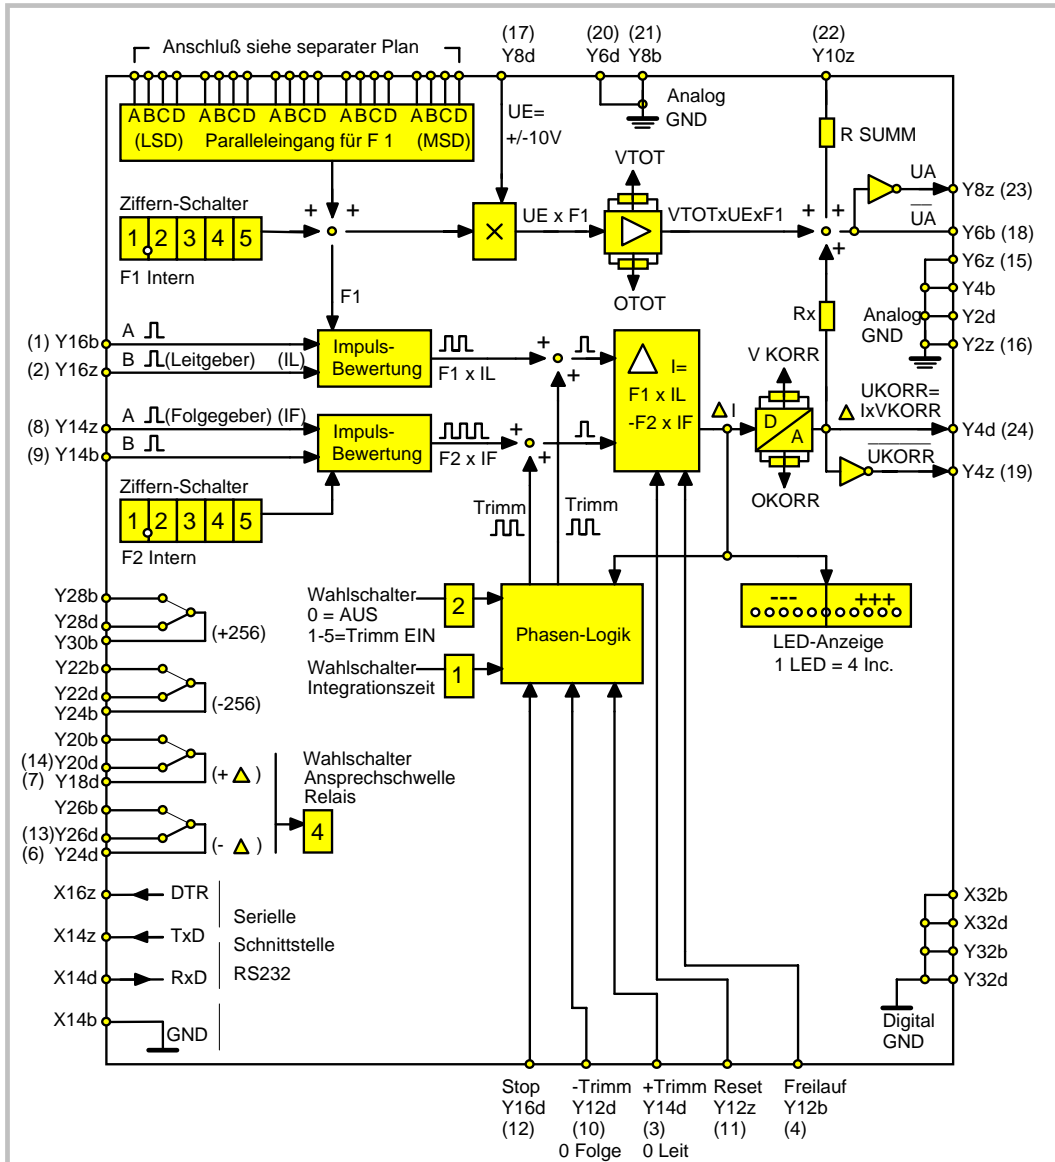 (17) (20) (21) (22)
Anschluß siehe separater Plan Y8d Y6d Y8b Y10z
ABCD ABCD ABCD ABCD ABCD
(LSD) Paralleleingang für F 1 (MSD)
UE=
+/-10V
Analog
GND
R SUMM
VTOT
UA
Y8z (23)
Ziffern-Schalter
+ +
UE x F1
VTOTxUExF1
+ +
UA
Y6b (18)
1 2 3 4 5
×
F1 Intern
OTOT
+
Y6z (15)
F1
Y4b
Rx
Analog
GND
Y2d
(1) Y16b A
Impuls-
Bewertung
+
I=
V KORR
Y2z (16)
(2) Y16z B (Leitgeber) (IL)
F1 x IL
+
F1 x IL
UKORR=
IxVKORR
(8) Y14z A (Folgegeber) (IF)
Impuls-
Bewertung
-F2 x IF
I
D
A
Y4d (24)
(9) Y14b B
F2 x IF
+
+
UKORR
Y4z (19)
Ziffern-Schalter
OKORR
1 2 3 4 5
Trimm Trimm
F2 Intern
Y28b
Y28d
Y30b
(+256)
Wahlschalter
0 = AUS
1-5=Trimm EIN
2
Phasen-Logik
--- +++
LED-Anzeige
1 LED = 4 Inc.
Y22b
Y22d
Y24b
(-256)
Wahlschalter
Integrationszeit
1
Y20b
(14) Y20d
(7) Y18d
(+ )
Wahlschalter
Ansprechschwelle
Relais
4
Y26b
(13) Y26d
(6) Y24d
(- )
X16z DTR
X14z TxD
X14d RxD
X14b GND
Serielle
Schnittstelle
RS232
X32b
X32d
Y32b
Y32d
Digital
GND
Stop -Trimm +Trimm Reset Freilauf
Y16d Y12d Y14d Y12z Y12b
(12) (10) (3) (11) (4)
0 Folge 0 Leit